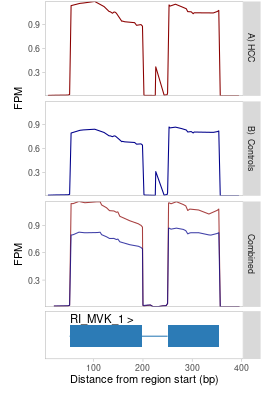 0.9
0.6
0.3
A) HCC
FPM
0.9
0.6
0.3
B): Controls
0.9
0.6
0.3
FPM
Combined
RI_MVK_1 >
100
200
300
400
Distance from region start (bp)